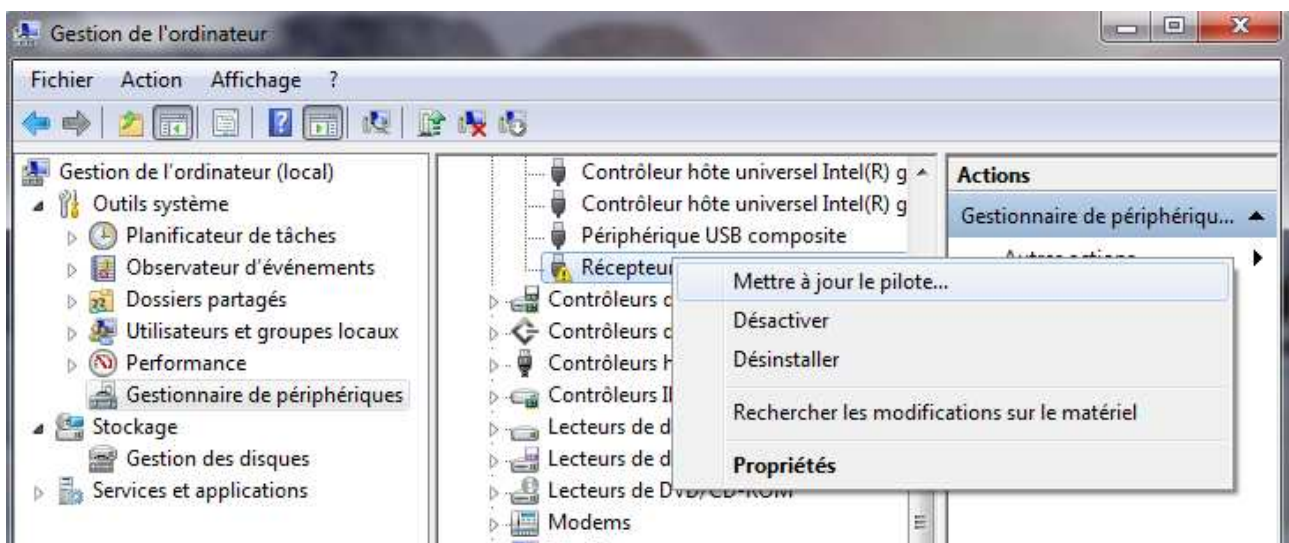 Gestion de l'ordinateur
Fichier Action Affichage ?
Gestion de l'ordinateur (local)
Outils système
Planificateur de tâches
Observateur d'événements
Dossiers partagés
Utilisateurs et groupes locaux
Performance
Gestionnaire de périphériques
Stockage
Gestion des disques
Services et applications
Contrôleur hôte universel Intel(R) g
Contrôleur hôte universel Intel(R) g
Périphérique USB composite
Récepteur
Contrôleurs
Contrôleurs
Contrôleurs
Contrôleurs
Lecteurs de d
Lecteurs de d
Lecteurs de DVD/CD-ROM
Modems
Mettre à jour le pilote...
Désactiver
Désinstaller
Rechercher les modifications sur le matériel
Propriétés
Actions
Gestionnaire de périphériqu...
Autres actions